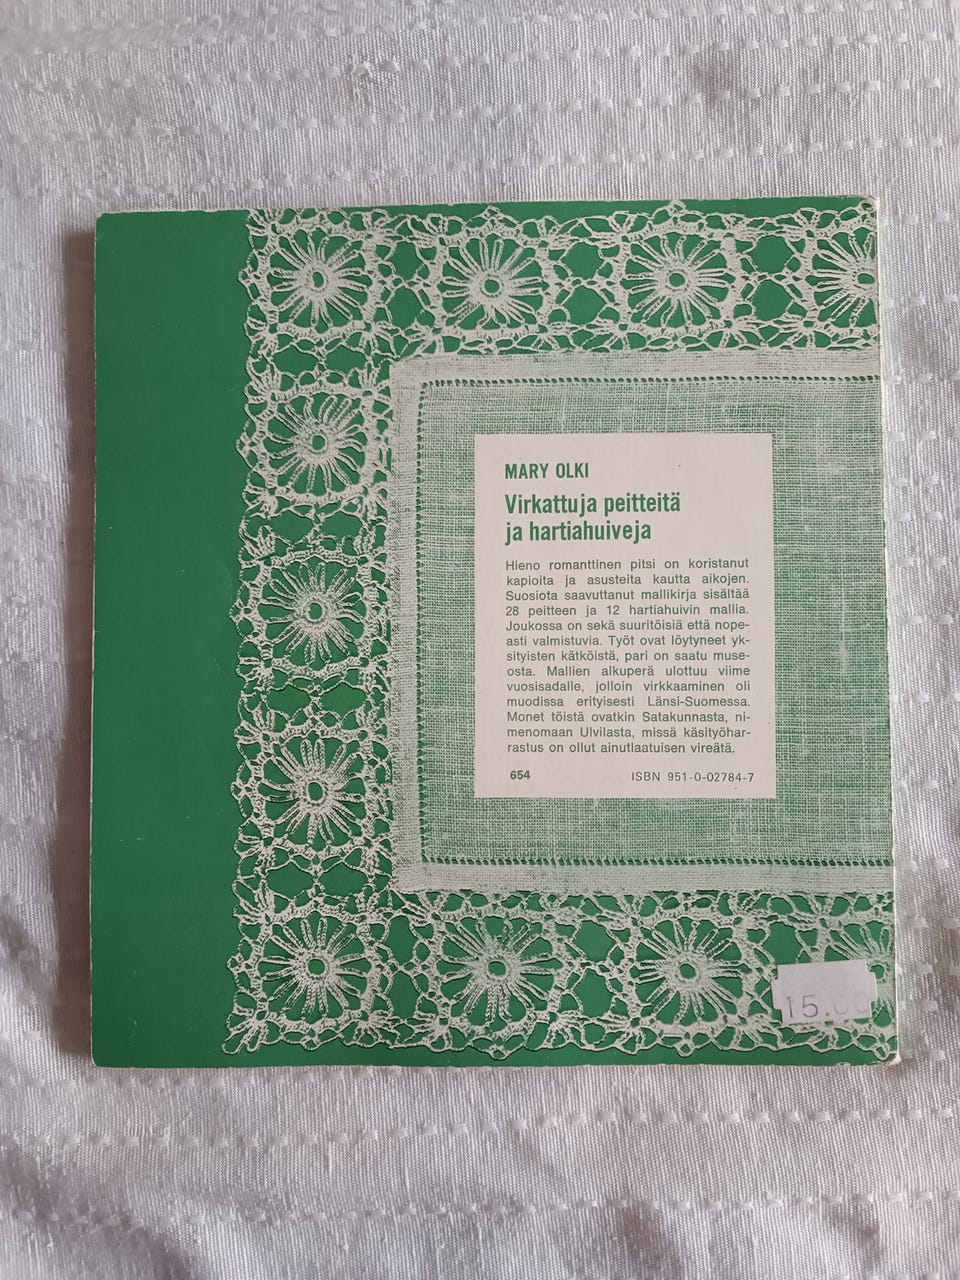 MARY OLKI
Virkattuja peitteitä
ja hartiahuiveja
Hieno romanttinen pitsi on koristanut
kapioita ja asusteita kautta aikojen.
Suosiota saavuttanut mallikirja sisältää
28 peitteen ja 12 hartiahuivin mallia.
Joukossa on sekä suuritöisiä että nope-
asti valmistuvia. Työt ovat löytyneet yk-
sityisten kätköistä, pari on saatu muse-
osta. Mallien alkuperä ulottuu viime
vuosisadalle, jolloin virkkaaminen oli
muodissa erityisesti Länsi-Suomessa.
Monet töistä ovatkin Satakunnasta, ni-
menomaan Ulvilasta, missä käsityöhar-
rastus on ollut ainutlaatuisen vireätä.
654 ISBN 951-0-02784-7
15.00